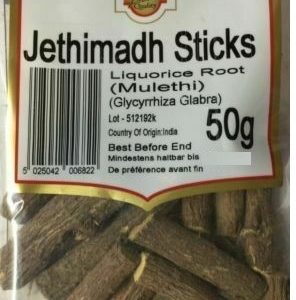 Jethimadh Sticks
Liquorice Root
(Mulethi)
(Glycyrrhiza Glabra)
Lot - 512192k
Country Of Origin:India
50g
Best Before End
Mindestens haltbar bis
De préférence avant fin
5 025042 006822